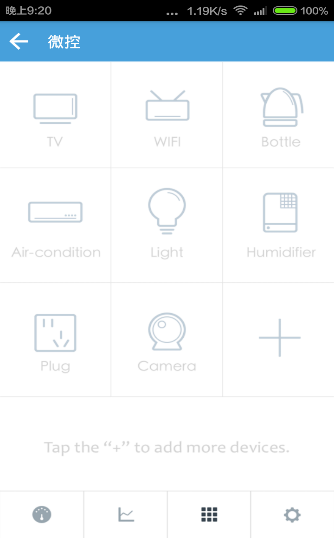 晚上9:20 ... 1.19K/s 100%
微控
TV WIFI Bottle
Air-condition Light Humidifier
Plug Camera
Tap the “+” to add more devices.